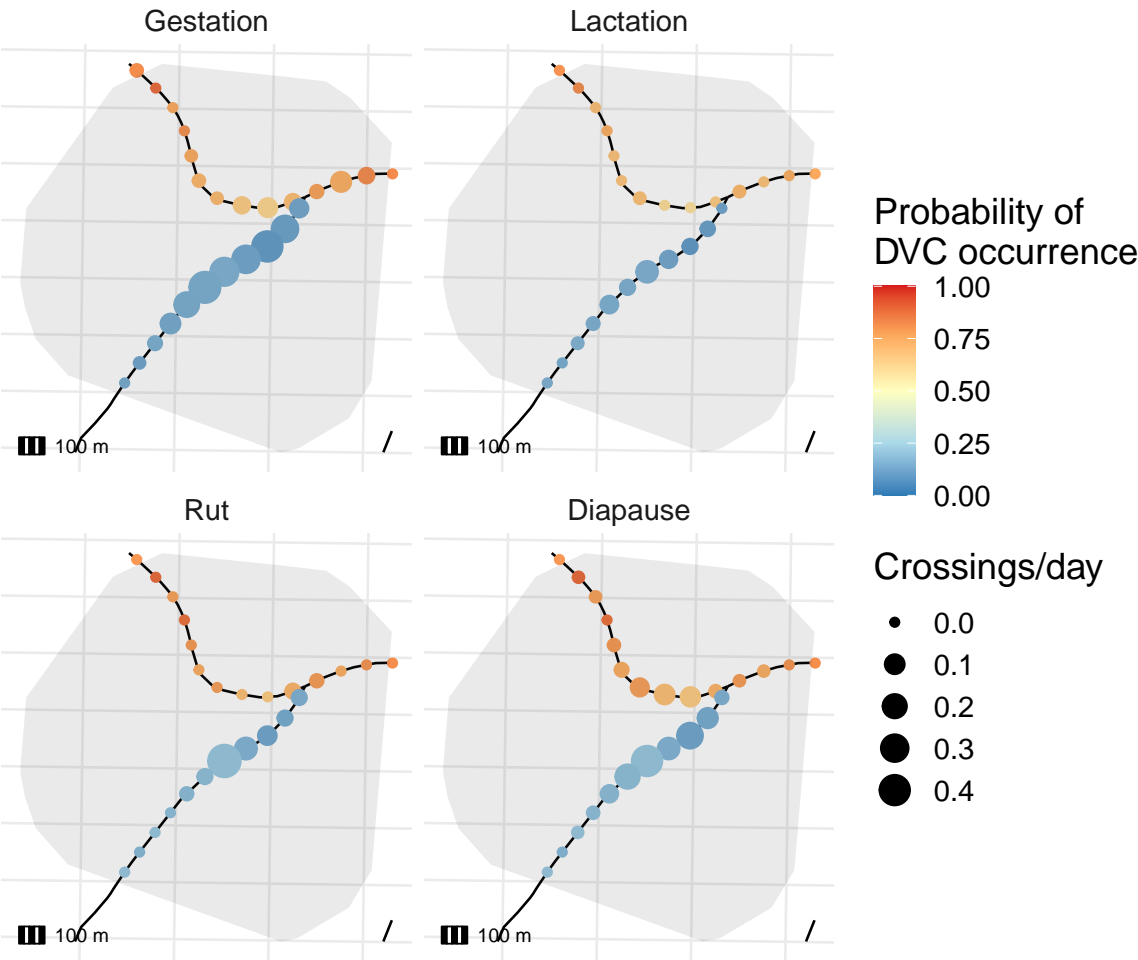 Gestation
Lactation
100 m
100 m
Rut
Diapause
100 m
100 m
Probability of
DVC occurrence
1.00
0.75
0.50
0.25
0.00
Crossings/day
0.0
0.1
0.2
0.3
0.4